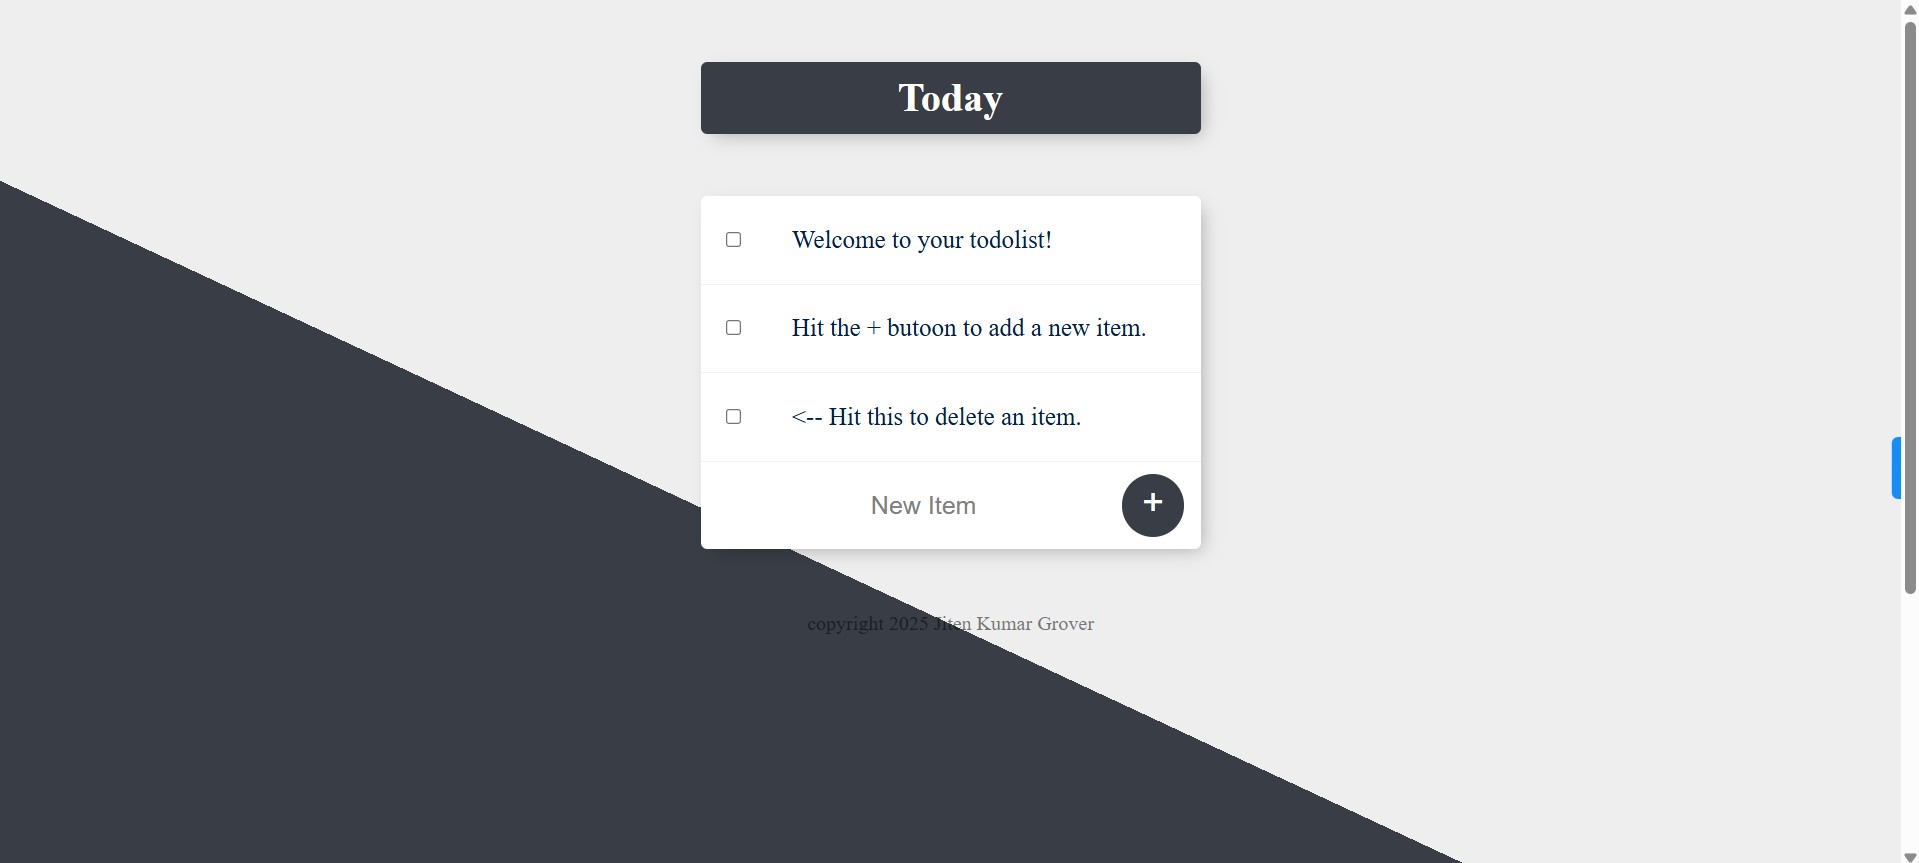 Today
Welcome to your todolist!
Hit the + butoon to add a new item.
<-- Hit this to delete an item.
New Item
+
copyright 2025 Jiten Kumar Grover